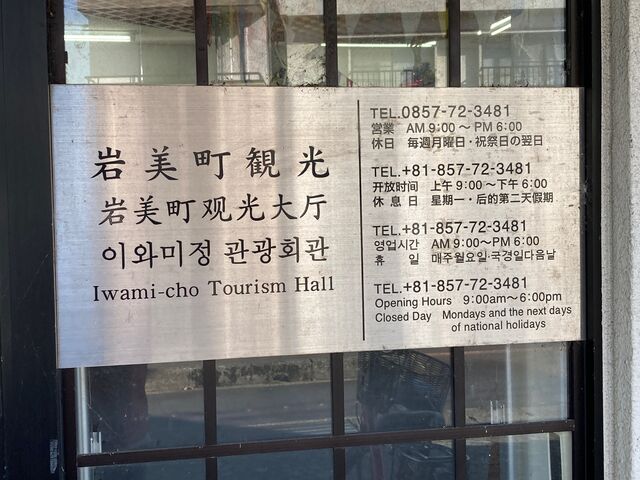 岩美町観光
岩美町观光大厅
이와미정 관광회관
Iwami-cho Tourism Hall
TEL.0857-72-3481
営業 AM 9:00 ～ PM 6:00
休日 毎週月曜日・祝祭日の翌日
TEL.+81-857-72-3481
开放时间 上午 9:00～下午 6:00
休息日 星期一・后的第二天假期
TEL.+81-857-72-3481
영업시간 AM 9:00～PM 6:00
휴일 매주월요일·국경일다음날
TEL.+81-857-72-3481
Opening Hours 9:00am～6:00pm
Closed Day Mondays and the next days
of national holidays